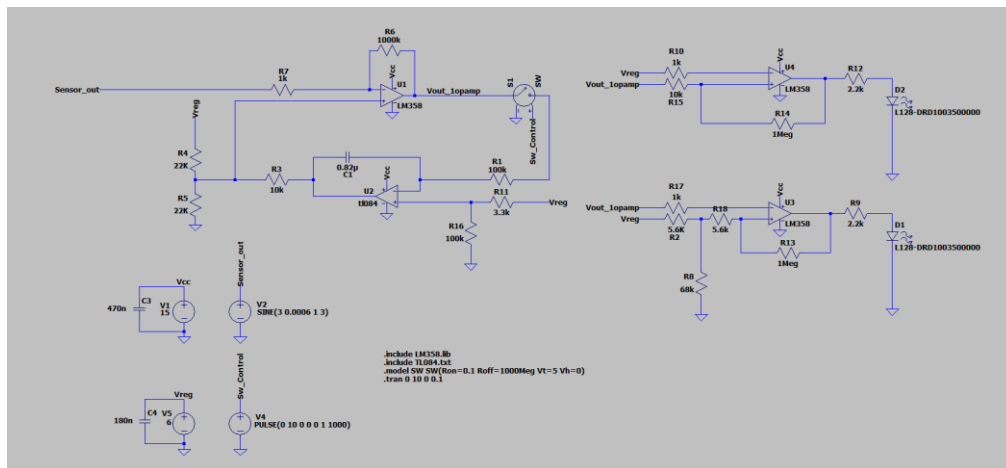 R6
1000k
R7
1k
Vcc
U1
LM358
Sensor_out
Vout_1opamp
S1
SW
Sw_Control
Vreg
R4
22K
R5
22K
R3
10k
0.82µ
C1
Vcc
U2
tl084
R1
100k
R11
3.3k
Vreg
R16
100k
R10
1k
Vreg
Vout_1opamp
10k
R15
Vcc
U4
LM358
R14
1Meg
R12
2.2k
D2
L128-DRD1003500000
R17
1k
Vout_1opamp
Vreg
5.6K
R2
R18
5.6k
Vcc
U3
LM358
R13
1Meg
R9
2.2k
D1
L128-DRD1003500000
R8
68k
Vcc
C3
470n
V1
15
Sensor_out
V2
SINE(3 0.0006 1 3)
Vreg
C4
180n
V5
6
Sw_Control
V4
PULSE(0 10 0 0 0 1 1000)
.include LM358.lib
.include TL084.txt
.model SW SW(Ron=0.1 Roff=1000Meg Vt=5 Vh=0)
.tran 0 10 0 0.1